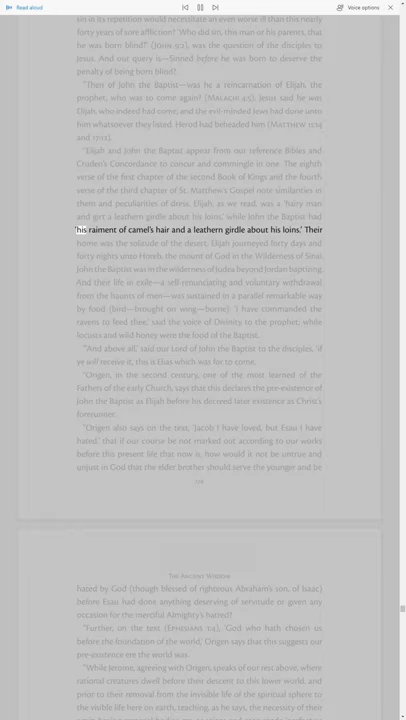 Read aloud
Voice options
sis in its repetition would necessitate an even worse ill than this nearly
forty years of sore affliction? 'Who did sin, this man or his parents, that
he was born blind?' (John 9:2), was the question of the disciples to
Jesus. And our query is—Sinned before he was born to deserve the
penalty of being born blind?
"Then of John the Baptist—was he a reincarnation of Elijah, the
prophet, who was to come again? (Malachi 4:5). Jesus said he was
Elijah, who indeed had come, and the evil-minded Jews had done unto
him whatsoever they listed. Herod had beheaded him (Matthew 11:14
and 17:12).
"Elijah and John the Baptist appear from our reference Bibles and
Cruden's Concordance to concur and commingle in one. The eighth
verse of the first chapter of the second Book of Kings and the fourth
verse of the third chapter of St. Matthew's Gospel note similarities in
them and peculiarities of dress. Elijah, as we read, was a 'hairy man
and girt a leathern girdle about his loins,' while John the Baptist had
'his raiment of camel's hair and a leathern girdle about his loins.' Their
home was the solitude of the desert. Elijah journeyed forty days and
forty nights unto Horeb, the mount of God in the Wilderness of Sinai.
John the Baptist was in the wilderness of Judea beyond Jordan baptizing.
And their life in exile—a self-renunciating and voluntary withdrawal
from the haunts of men—was sustained in a parallel remarkable way
by food (bird—brought on wing—borne). 'I have commanded the
ravens to feed thee,' said the voice of Divinity to the prophet; while
locusts and wild honey were the food of the Baptist.
"'And above all,' said our Lord of John the Baptist to the disciples, 'if
ye will receive it, this is Elias which was for to come.'
"Origen, in the second century, one of the most learned of the
Fathers of the early Church, says that this declares the pre-existence of
John the Baptist as Elijah before his decreed later existence as Christ's
forerunner.
"Origen also says on the text, 'Jacob I have loved, but Esau I have
hated,' that if our course be not marked out according to our works
before this present life that now is, how would it not be untrue and
unjust in God that the elder brother should serve the younger and be
The Ancient Wisdom
hated by God (though blessed of righteous Abraham's son, of Isaac)
before Esau had done anything deserving of servitude or given any
occasion for the merciful Almighty's hatred?
"Further, on the text (Ephesians 1:4), 'God who hath chosen us
before the foundation of the world,' Origen says that this suggests our
pre-existence ere the world was.
"While Jerome, agreeing with Origen, speaks of our rest above, where
rational creatures dwell before their descent to this lower world, and
prior to their removal from the invisible life of the spiritual sphere to
the visible life here on earth, teaching, as he says, the necessity of their